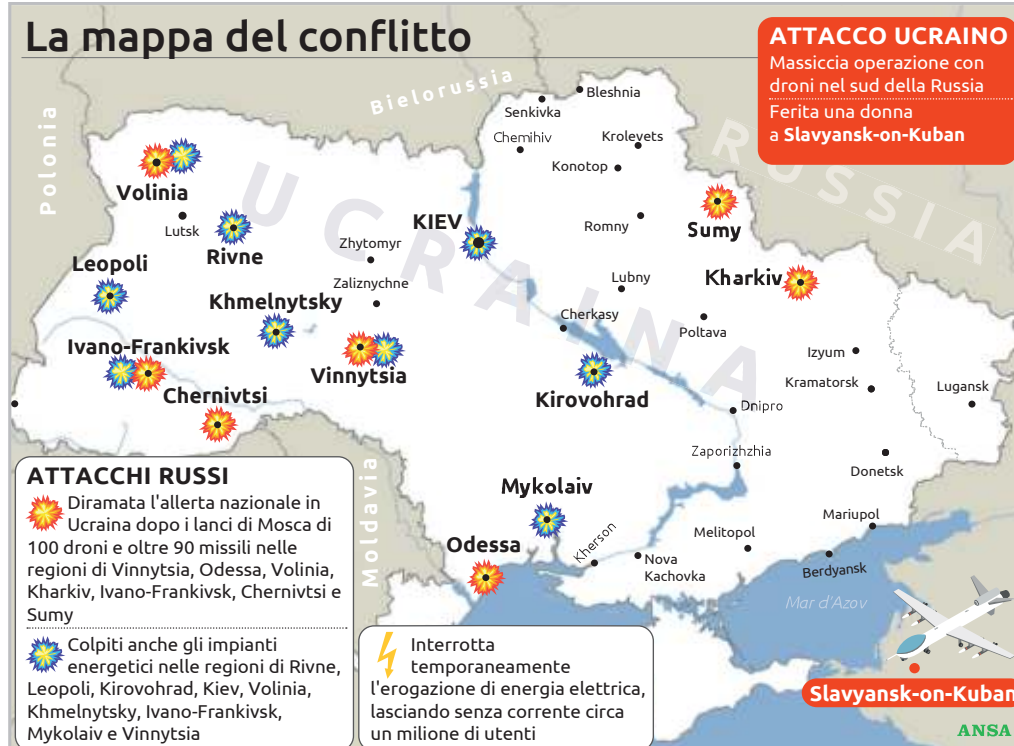 La mappa del conflitto
ATTACCO UCRAINO
Massiccia operazione con
droni nel sud della Russia
Ferita una donna
a Slavyansk-on-Kuban
Polonia
Bielorussia
RUSSIA
UCRAINA
Moldavia
Bleshnia
Senkivka
Chemihiv
Krolevets
Konotop
Volinia
Lutsk
Rivne
KIEV
Romny
Sumy
Zhytomyr
Leopoli
Zaliznychne
Khmelnytsky
Lubny
Kharkiv
Cherkasy
Poltava
Ivano-Frankivsk
Vinnytsia
Izyum
Chernivtsi
Kirovohrad
Kramatorsk
Lugansk
Dnipro
Zaporizhzhia
Donetsk
Mykolaiv
Mariupol
Odessa
Kherson
Nova
Kachovka
Melitopol
Berdyansk
Mar d'Azov
ATTACCHI RUSSI
Diramata l'allerta nazionale in
Ucraina dopo i lanci di Mosca di
100 droni e oltre 90 missili nelle
regioni di Vinnytsia, Odessa, Volinia,
Kharkiv, Ivano-Frankivsk, Chernivtsi e
Sumy
Colpiti anche gli impianti
energetici nelle regioni di Rivne,
Leopoli, Kirovohrad, Kiev, Volinia,
Khmelnytsky, Ivano-Frankivsk,
Mykolaiv e Vinnytsia
Interrotta
temporaneamente
l'erogazione di energia elettrica,
lasciando senza corrente circa
un milione di utenti
Slavyansk-on-Kuban
ANSA